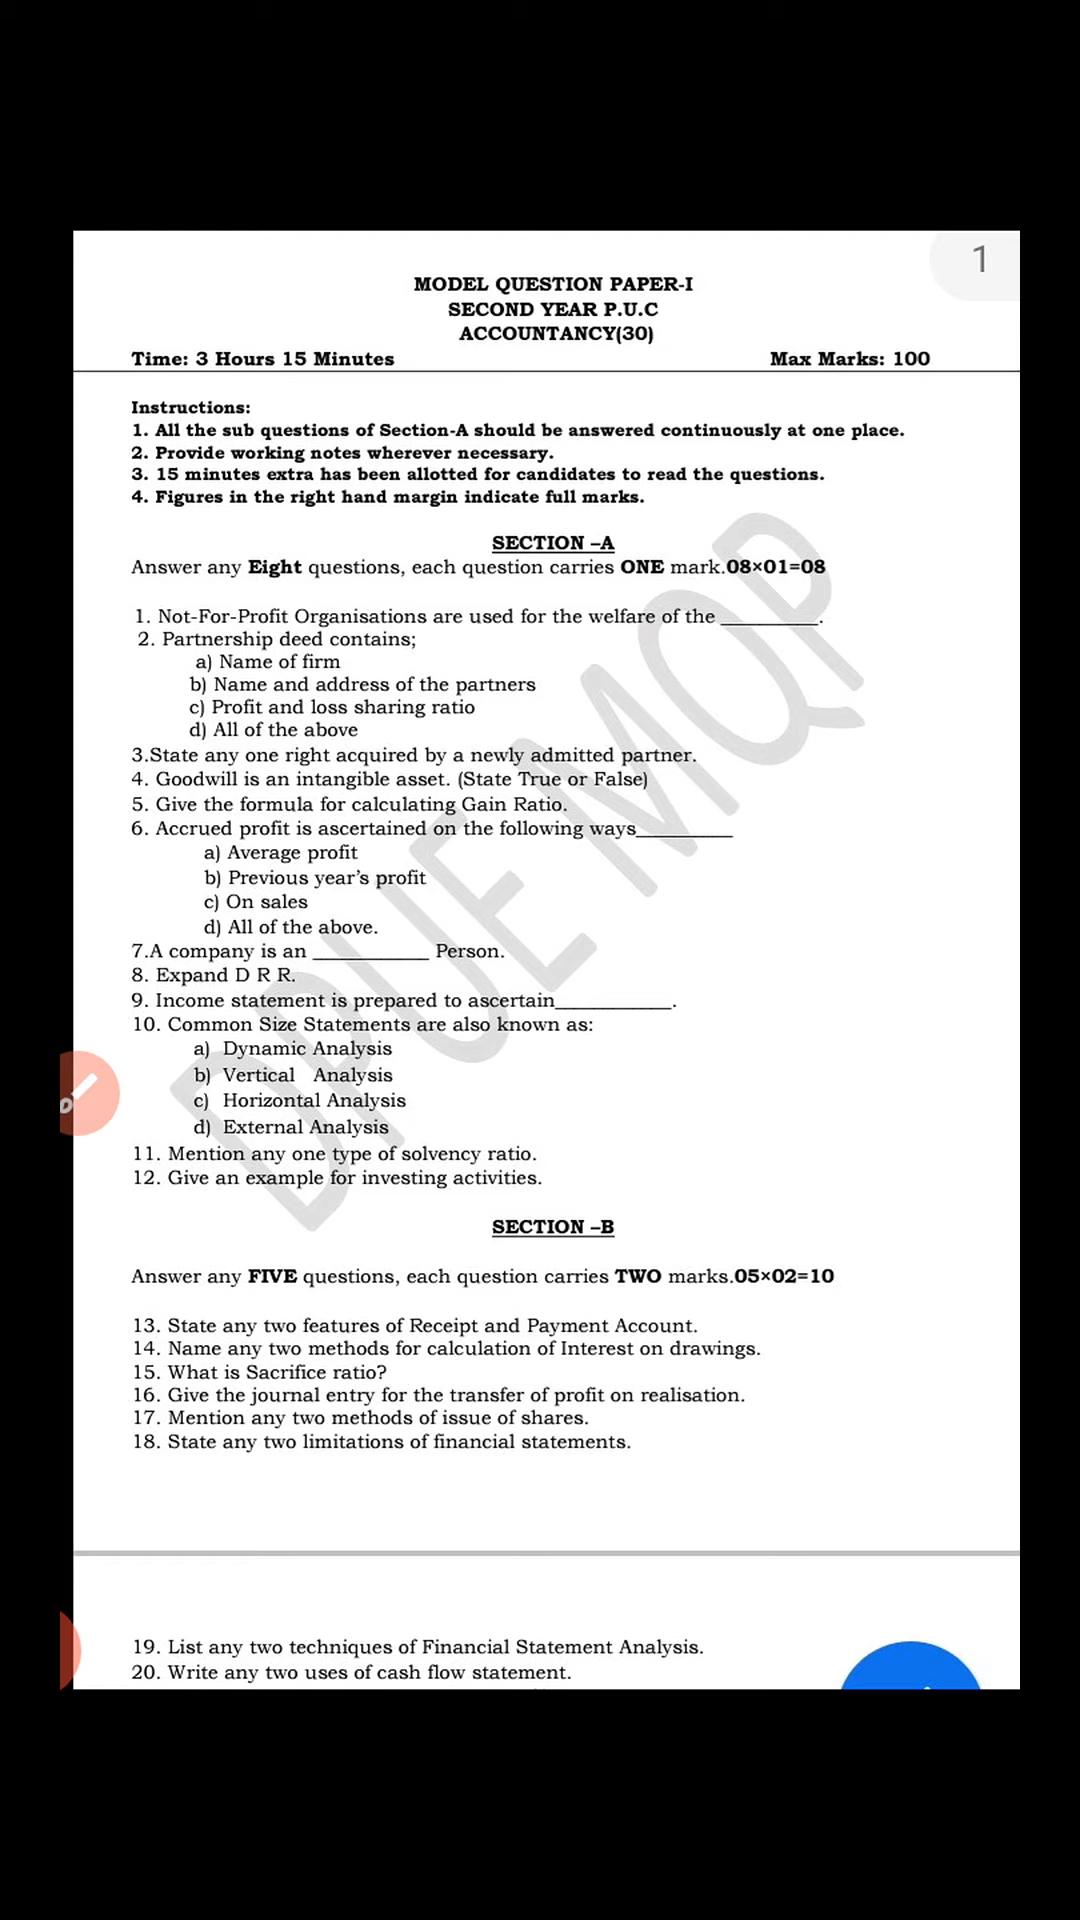 1
MODEL QUESTION PAPER-I
SECOND YEAR P.U.C
ACCOUNTANCY(30)
Time: 3 Hours 15 Minutes Max Marks: 100
Instructions:
1. All the sub questions of Section-A should be answered continuously at one place.
2. Provide working notes wherever necessary.
3. 15 minutes extra has been allotted for candidates to read the questions.
4. Figures in the right hand margin indicate full marks.
SECTION –A
Answer any Eight questions, each question carries ONE mark.08×01=08
1. Not-For-Profit Organisations are used for the welfare of the __________.
2. Partnership deed contains;
a) Name of firm
b) Name and address of the partners
c) Profit and loss sharing ratio
d) All of the above
3.State any one right acquired by a newly admitted partner.
4. Goodwill is an intangible asset. (State True or False)
5. Give the formula for calculating Gain Ratio.
6. Accrued profit is ascertained on the following ways__________
a) Average profit
b) Previous year’s profit
c) On sales
d) All of the above.
7.A company is an ____________ Person.
8. Expand D R R.
9. Income statement is prepared to ascertain____________.
10. Common Size Statements are also known as:
a) Dynamic Analysis
b) Vertical Analysis
c) Horizontal Analysis
d) External Analysis
11. Mention any one type of solvency ratio.
12. Give an example for investing activities.
SECTION –B
Answer any FIVE questions, each question carries TWO marks.05×02=10
13. State any two features of Receipt and Payment Account.
14. Name any two methods for calculation of Interest on drawings.
15. What is Sacrifice ratio?
16. Give the journal entry for the transfer of profit on realisation.
17. Mention any two methods of issue of shares.
18. State any two limitations of financial statements.
19. List any two techniques of Financial Statement Analysis.
20. Write any two uses of cash flow statement.
DPUE MQP